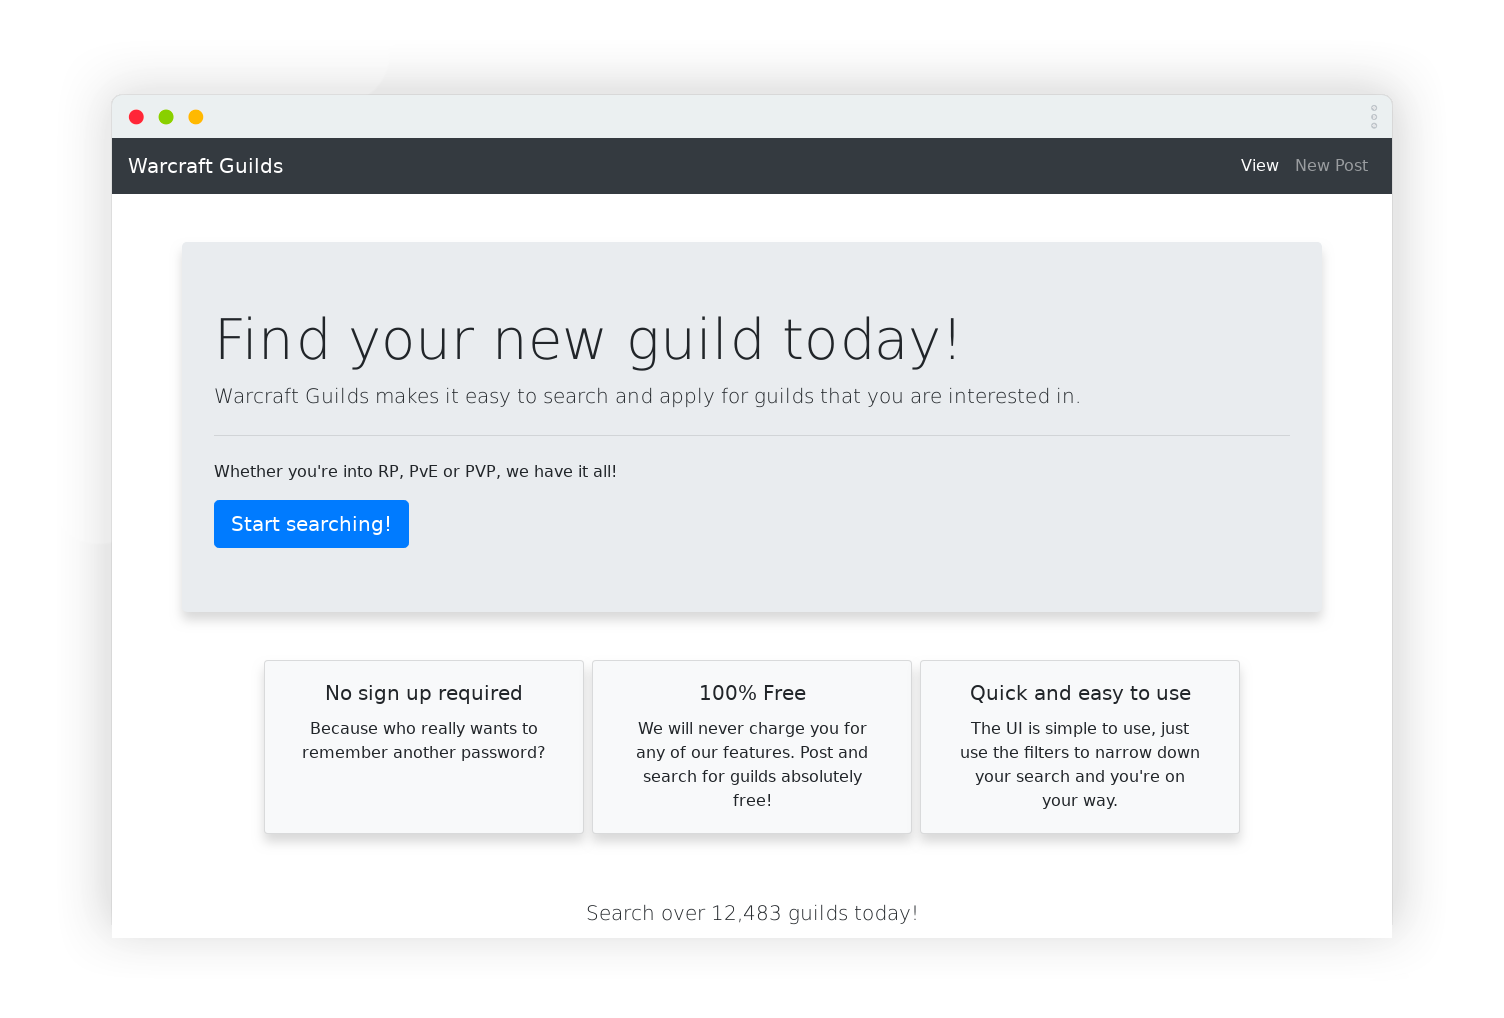 Warcraft Guilds
View New Post
Find your new guild today!
Warcraft Guilds makes it easy to search and apply for guilds that you are interested in.
Whether you're into RP, PvE or PVP, we have it all!
Start searching!
No sign up required
Because who really wants to
remember another password?
100% Free
We will never charge you for
any of our features. Post and
search for guilds absolutely
free!
Quick and easy to use
The UI is simple to use, just
use the filters to narrow down
your search and you're on
your way.
Search over 12,483 guilds today!